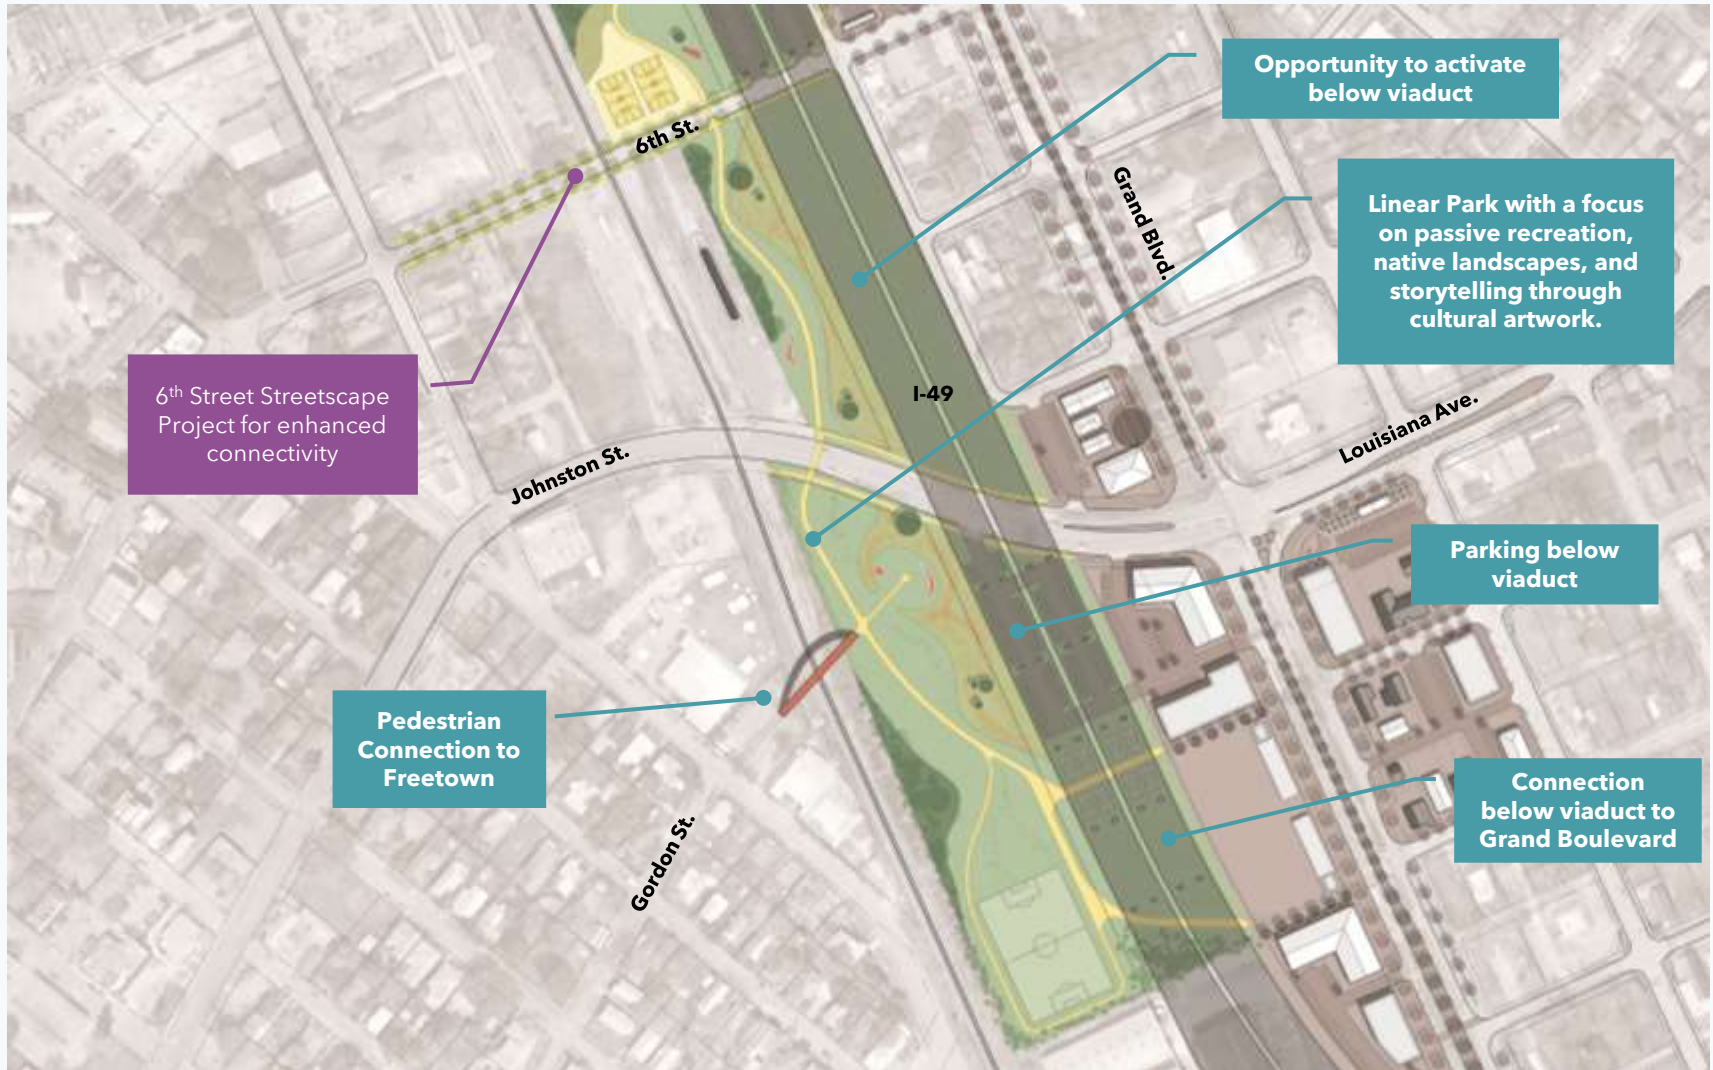 Opportunity to activate
below viaduct
6th St.
Grand Blvd.
Linear Park with a focus
on passive recreation,
native landscapes, and
storytelling through
cultural artwork.
6th Street Streetscape
Project for enhanced
connectivity
I-49
Louisiana Ave.
Johnston St.
Parking below
viaduct
Pedestrian
Connection to
Freetown
Connection
below viaduct to
Grand Boulevard
Gordon St.